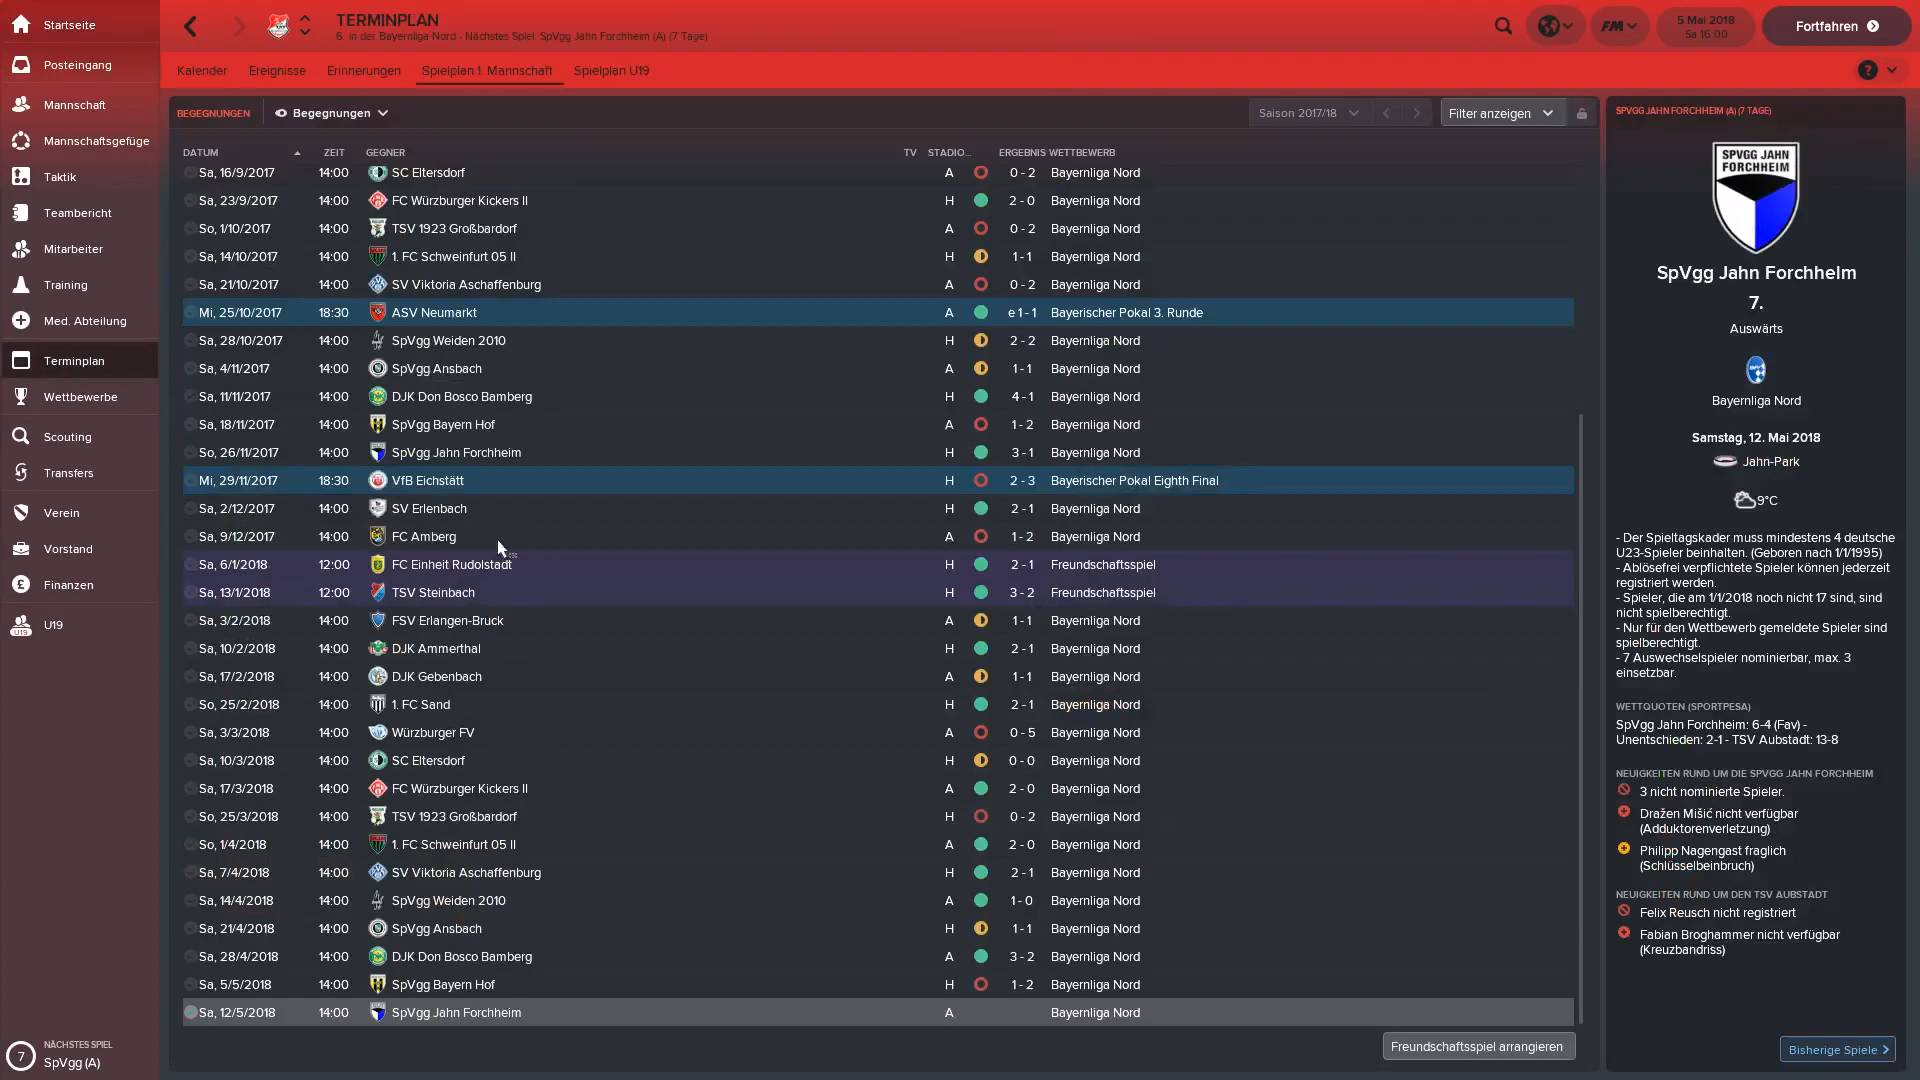 Startseite
Posteingang
Mannschaft
Mannschaftsgefüge
Taktik
Teambericht
Mitarbeiter
Training
Med. Abteilung
Terminplan
Wettbewerbe
Scouting
Transfers
Verein
Vorstand
Finanzen
U19
U19
7
NÄCHSTES SPIEL
SpVgg (A)
TERMINPLAN
6. in der Bayernliga Nord - Nächstes Spiel: SpVgg Jahn Forchheim (A) (7 Tage)
FM
5 Mai 2018
Sa 16:00
Fortfahren
Kalender Ereignisse Erinnerungen Spielplan 1. Mannschaft Spielplan U19
?
BEGEGNUNGEN Begegnungen Saison 2017/18 Filter anzeigen
DATUM ZEIT GEGNER TV STADIO... ERGEBNIS WETTBEWERB
Sa, 16/9/2017 14:00 SC Eltersdorf A 0 - 2 Bayernliga Nord
Sa, 23/9/2017 14:00 FC Würzburger Kickers II H 2 - 0 Bayernliga Nord
So, 1/10/2017 14:00 TSV 1923 Großbardorf A 0 - 2 Bayernliga Nord
Sa, 14/10/2017 14:00 1. FC Schweinfurt 05 II H 1 - 1 Bayernliga Nord
Sa, 21/10/2017 14:00 SV Viktoria Aschaffenburg A 0 - 2 Bayernliga Nord
Mi, 25/10/2017 18:30 ASV Neumarkt A e 1 - 1 Bayerischer Pokal 3. Runde
Sa, 28/10/2017 14:00 SpVgg Weiden 2010 H 2 - 2 Bayernliga Nord
Sa, 4/11/2017 14:00 SpVgg Ansbach A 1 - 1 Bayernliga Nord
Sa, 11/11/2017 14:00 DJK Don Bosco Bamberg H 4 - 1 Bayernliga Nord
Sa, 18/11/2017 14:00 SpVgg Bayern Hof A 1 - 2 Bayernliga Nord
So, 26/11/2017 14:00 SpVgg Jahn Forchheim H 3 - 1 Bayernliga Nord
Mi, 29/11/2017 18:30 VfB Eichstätt H 2 - 3 Bayerischer Pokal Eighth Final
Sa, 2/12/2017 14:00 SV Erlenbach H 2 - 1 Bayernliga Nord
Sa, 9/12/2017 14:00 FC Amberg A 1 - 2 Bayernliga Nord
Sa, 6/1/2018 12:00 FC Einheit Rudolstadt H 2 - 1 Freundschaftsspiel
Sa, 13/1/2018 12:00 TSV Steinbach H 3 - 2 Freundschaftsspiel
Sa, 3/2/2018 14:00 FSV Erlangen-Bruck A 1 - 1 Bayernliga Nord
Sa, 10/2/2018 14:00 DJK Ammerthal H 2 - 1 Bayernliga Nord
Sa, 17/2/2018 14:00 DJK Gebenbach A 1 - 1 Bayernliga Nord
So, 25/2/2018 14:00 1. FC Sand H 2 - 1 Bayernliga Nord
Sa, 3/3/2018 14:00 Würzburger FV A 0 - 5 Bayernliga Nord
Sa, 10/3/2018 14:00 SC Eltersdorf H 0 - 0 Bayernliga Nord
Sa, 17/3/2018 14:00 FC Würzburger Kickers II A 2 - 0 Bayernliga Nord
So, 25/3/2018 14:00 TSV 1923 Großbardorf H 0 - 2 Bayernliga Nord
So, 1/4/2018 14:00 1. FC Schweinfurt 05 II A 2 - 0 Bayernliga Nord
Sa, 7/4/2018 14:00 SV Viktoria Aschaffenburg H 2 - 1 Bayernliga Nord
Sa, 14/4/2018 14:00 SpVgg Weiden 2010 A 1 - 0 Bayernliga Nord
Sa, 21/4/2018 14:00 SpVgg Ansbach H 1 - 1 Bayernliga Nord
Sa, 28/4/2018 14:00 DJK Don Bosco Bamberg A 3 - 2 Bayernliga Nord
Sa, 5/5/2018 14:00 SpVgg Bayern Hof H 1 - 2 Bayernliga Nord
Sa, 12/5/2018 14:00 SpVgg Jahn Forchheim A Bayernliga Nord
Freundschaftsspiel arrangieren
SPVGG JAHN FORCHHEIM (A) (7 TAGE)
SPVGG JAHN
FORCHHEIM
SpVgg Jahn Forchheim
7.
Auswärts
Bayernliga Nord
Samstag, 12. Mai 2018
Jahn-Park
9°C
- Der Spieltagskader muss mindestens 4 deutsche
U23-Spieler beinhalten. (Geboren nach 1/1/1995)
- Ablösefrei verpflichtete Spieler können jederzeit
registriert werden.
- Spieler, die am 1/1/2018 noch nicht 17 sind, sind
nicht spielberechtigt.
- Nur für den Wettbewerb gemeldete Spieler sind
spielberechtigt.
- 7 Auswechselspieler nominierbar, max. 3
einsetzbar.
WETTQUOTEN (SPORTPESA)
SpVgg Jahn Forchheim: 6-4 (Fav) -
Unentschieden: 2-1 - TSV Aubstadt: 13-8
NEUIGKEITEN RUND UM DIE SPVGG JAHN FORCHHEIM
3 nicht nominierte Spieler.
Dražen Mišić nicht verfügbar
(Adduktorenverletzung)
Philipp Nagengast fraglich
(Schlüsselbeinbruch)
NEUIGKEITEN RUND UM DEN TSV AUBSTADT
Felix Reusch nicht registriert
Fabian Broghammer nicht verfügbar
(Kreuzbandriss)
Bisherige Spiele